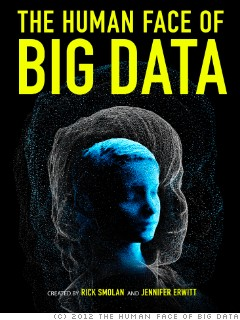 THE HUMAN FACE OF
BIG DATA
CREATED BY RICK SMOLAN AND JENNIFER ERWITT
(C) 2012 THE HUMAN FACE OF BIG DATA